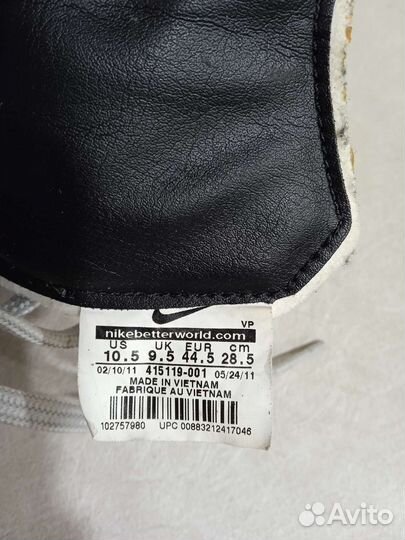 VP
nikebetterworld.com
US UK EUR cm
10.5 9.5 44.5 28.5
02/10/11 415119-001 05/24/11
MADE IN VIETNAM
FABRIQUE AU VIETNAM
102757980 UPC 00883212417046
Avito